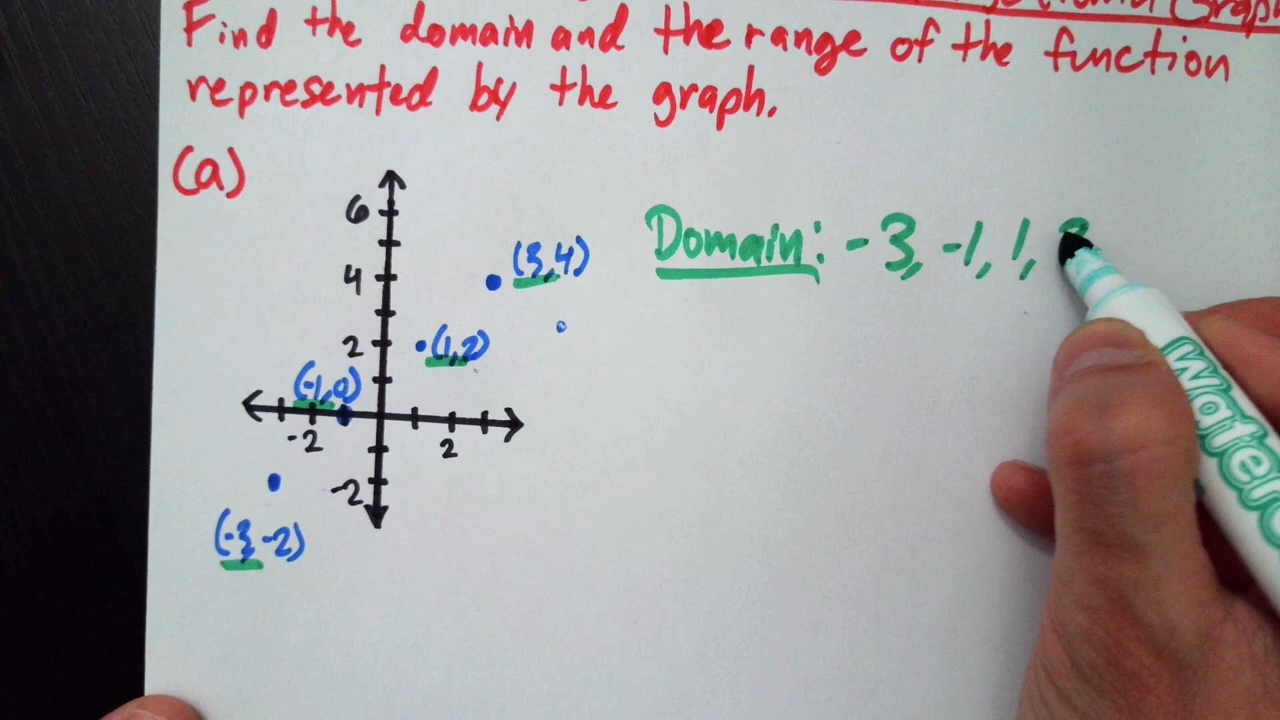 Find the domain and the range of the function
represented by the graph.
(a)
6
4
2
-2
-2
2
(3,4)
(1,2)
(-1,0)
(-3,-2)
Domain: -3, -1, 1,